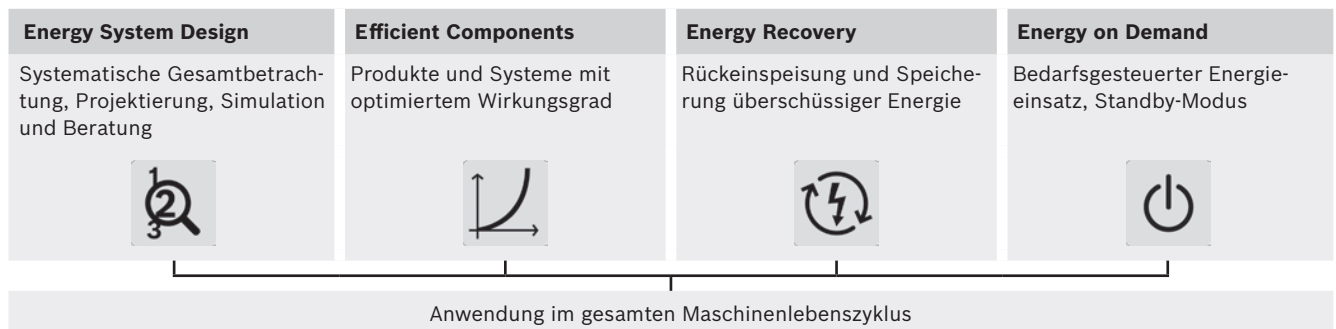 Energy System Design
Systematische Gesamtbetrach-
tung, Projektierung, Simulation
und Beratung
1
2
3
Efficient Components
Produkte und Systeme mit
optimiertem Wirkungsgrad
Energy Recovery
Rückeinspeisung und Speiche-
rung überschüssiger Energie
Energy on Demand
Bedarfsgesteuerter Energie-
einsatz, Standby-Modus
Anwendung im gesamten Maschinenlebenszyklus